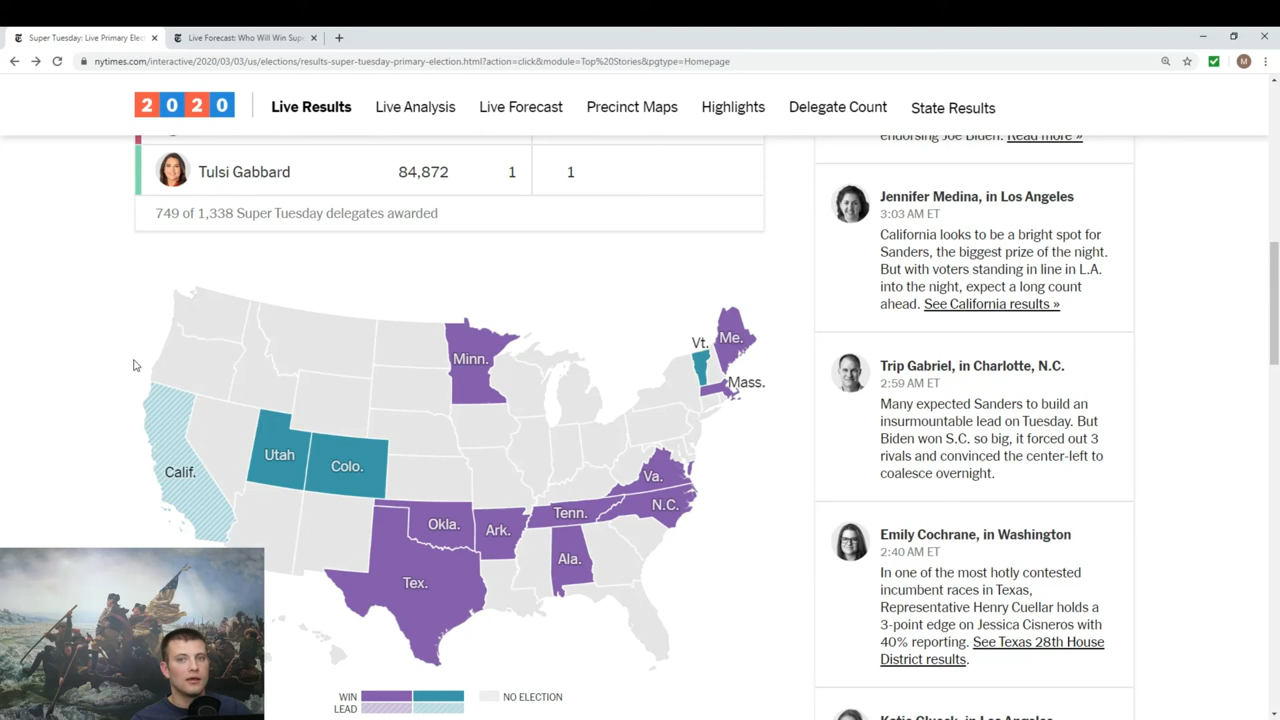 Super Tuesday: Live Primary Elec
Live Forecast: Who Will Win Sup
nytimes.com/interactive/2020/03/03/us/elections/results-super-tuesday-primary-election.html?action=click&module=Top%20Stories&pgtype=Homepage
M
2020
Live Results
Live Analysis
Live Forecast
Precinct Maps
Highlights
Delegate Count
State Results
Tulsi Gabbard 84,872 1 1
749 of 1,338 Super Tuesday delegates awarded
Minn.
Vt.
Me.
Mass.
Calif.
Utah
Colo.
Va.
N.C.
Okla.
Ark.
Tenn.
Ala.
Tex.
WIN
LEAD
NO ELECTION
endorsing Joe Biden. Read more »
Jennifer Medina, in Los Angeles
3:03 AM ET
California looks to be a bright spot for
Sanders, the biggest prize of the night.
But with voters standing in line in L.A.
into the night, expect a long count
ahead. See California results »
Trip Gabriel, in Charlotte, N.C.
2:59 AM ET
Many expected Sanders to build an
insurmountable lead on Tuesday. But
Biden won S.C. so big, it forced out 3
rivals and convinced the center-left to
coalesce overnight.
Emily Cochrane, in Washington
2:40 AM ET
In one of the most hotly contested
incumbent races in Texas,
Representative Henry Cuellar holds a
3-point edge on Jessica Cisneros with
40% reporting. See Texas 28th House
District results.
Katie Glueck, in Los Angeles